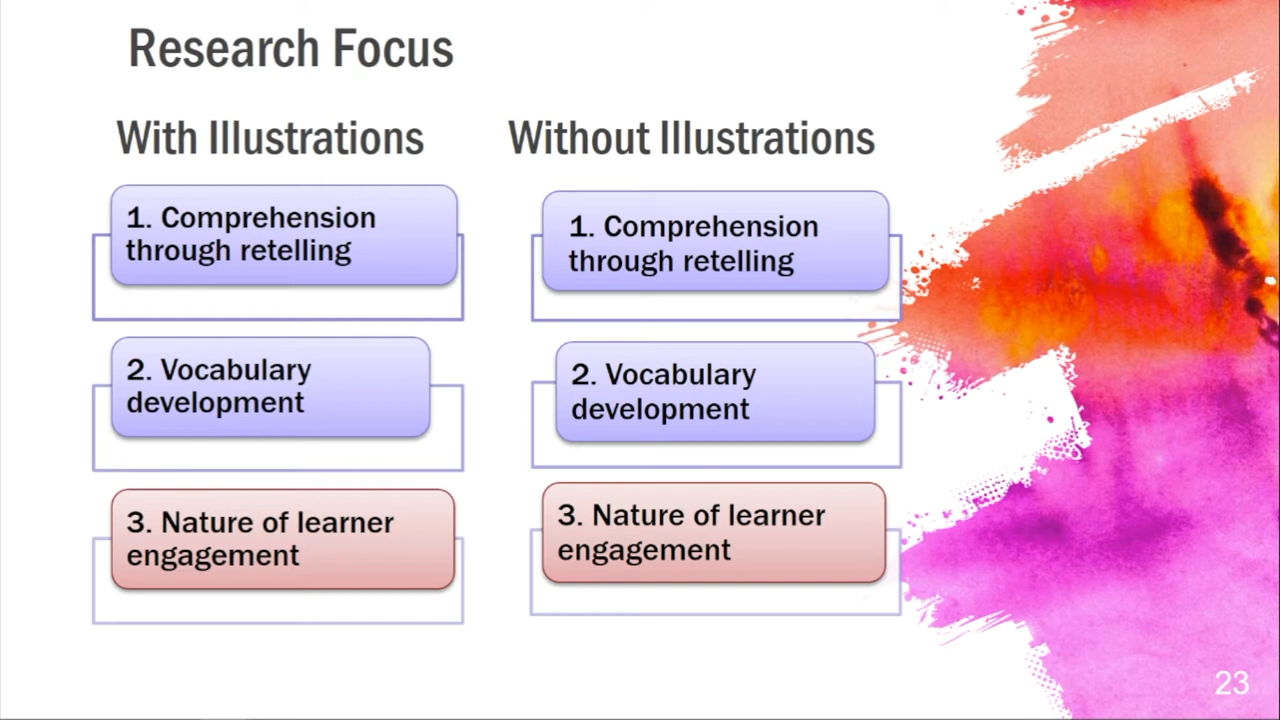 Research Focus
With Illustrations
1. Comprehension
through retelling
2. Vocabulary
development
3. Nature of learner
engagement
Without Illustrations
1. Comprehension
through retelling
2. Vocabulary
development
3. Nature of learner
engagement
23